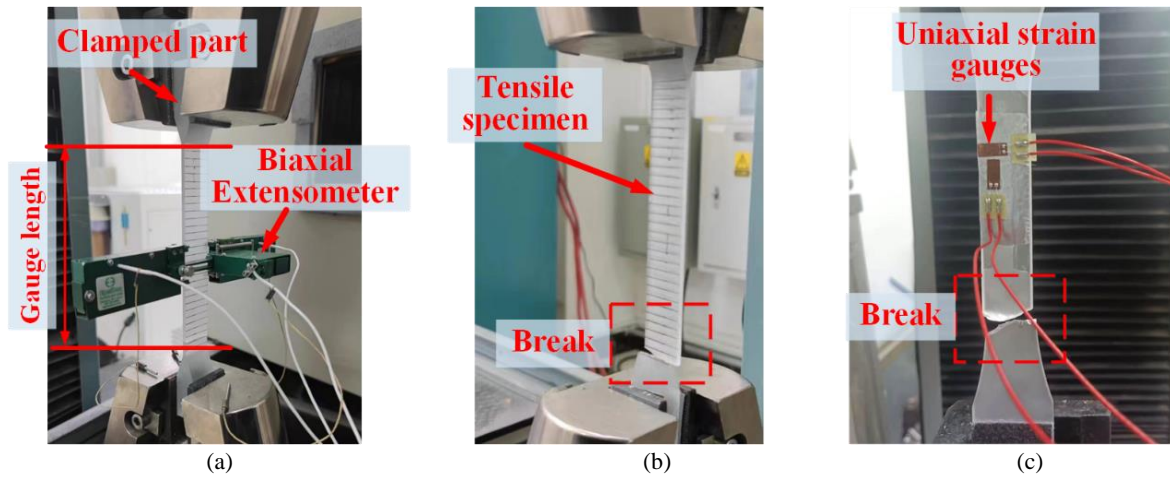 Clamped part
Gauge length
Biaxial
Extensometer
Tensile
specimen
Break
Uniaxial strain
gauges
Break
(a)
(b)
(c)